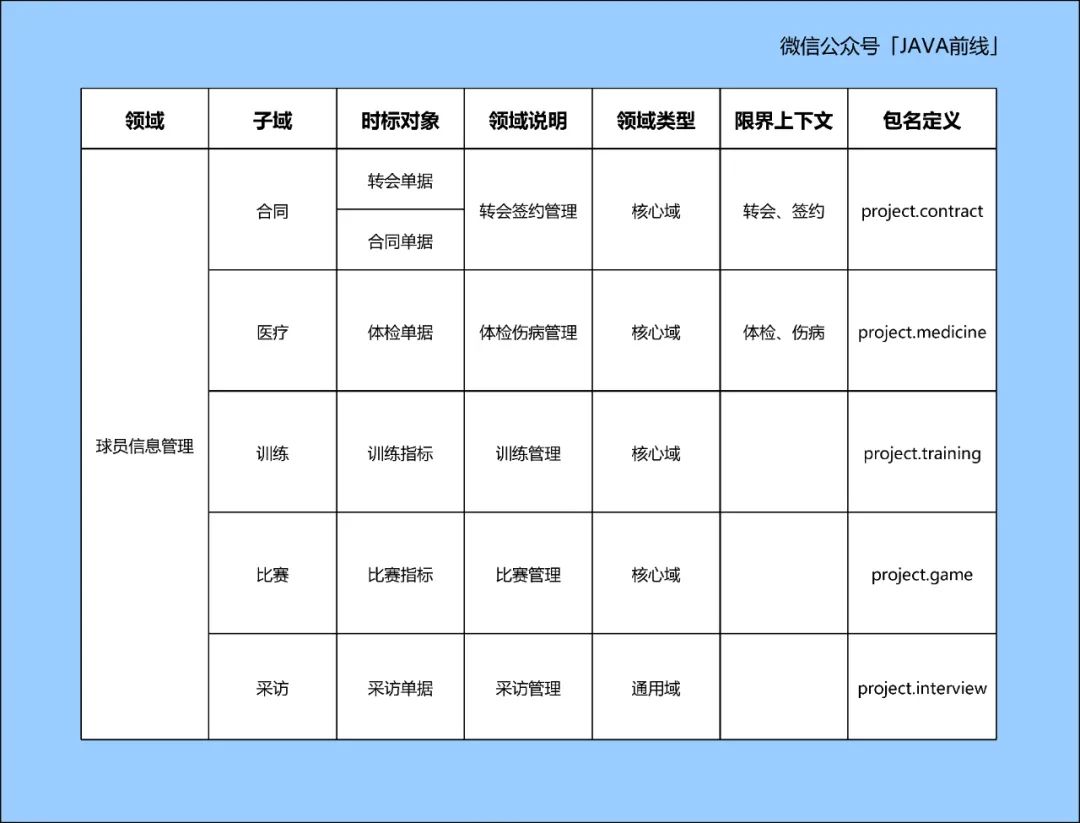 微信公众号「JAVA前线」
领域 子域 时标对象 领域说明 领域类型 限界上下文 包名定义
球员信息管理
合同 转会单据 合同单据 转会签约管理 核心域 转会、签约 project.contract
医疗 体检单据 体检伤病管理 核心域 体检、伤病 project.medicine
训练 训练指标 训练管理 核心域 project.training
比赛 比赛指标 比赛管理 核心域 project.game
采访 采访单据 采访管理 通用域 project.interview